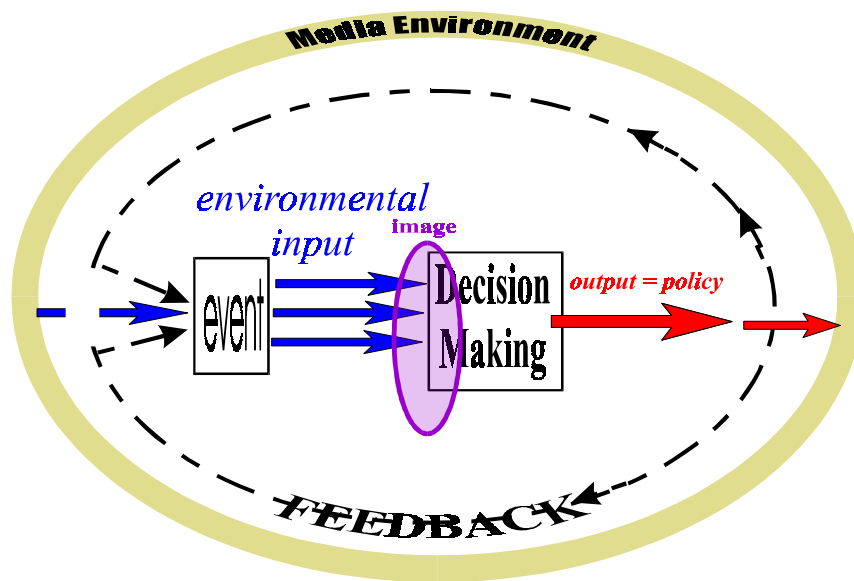 Media Environment
environmental
input
image
event
Decision
Making
output = policy
FEEDBACK